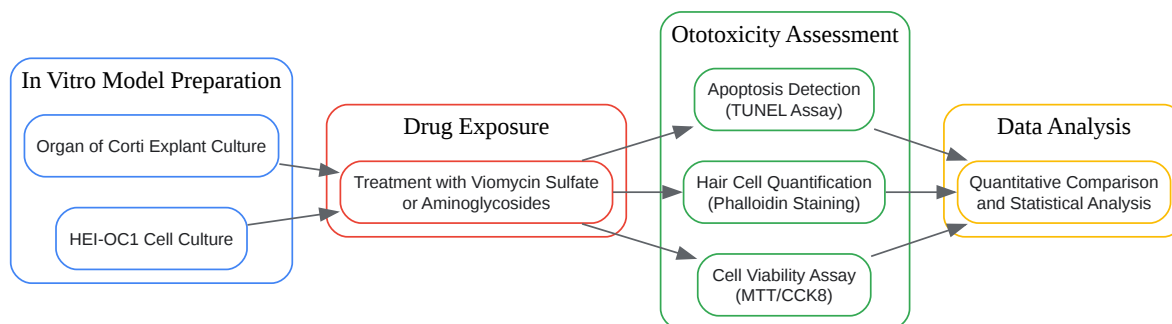 In Vitro Model Preparation
Organ of Corti Explant Culture
HEI-OC1 Cell Culture
Drug Exposure
Treatment with Viomycin Sulfate
or Aminoglycosides
Ototoxicity Assessment
Apoptosis Detection
(TUNEL Assay)
Hair Cell Quantification
(Phalloidin Staining)
Cell Viability Assay
(MTT/CCK8)
Data Analysis
Quantitative Comparison
and Statistical Analysis